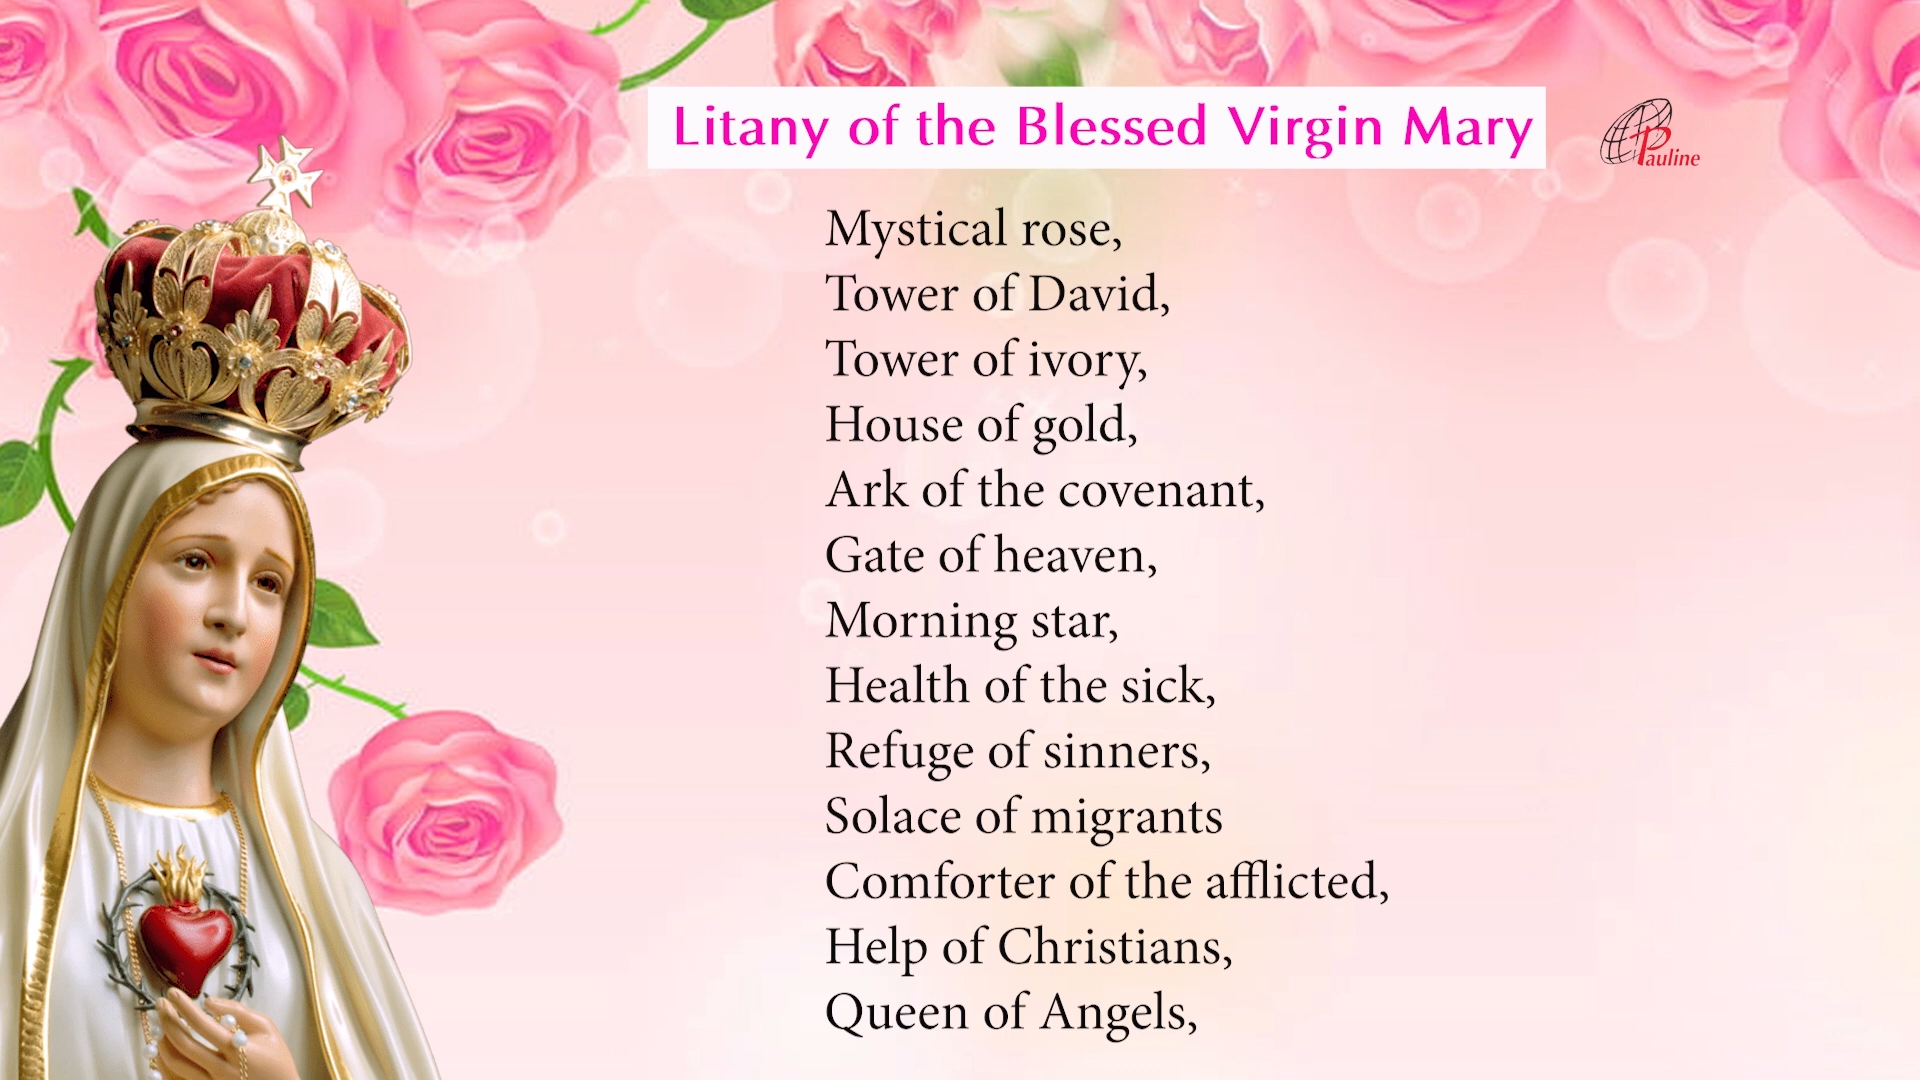 Litany of the Blessed Virgin Mary
Pauline
Mystical rose,
Tower of David,
Tower of ivory,
House of gold,
Ark of the covenant,
Gate of heaven,
Morning star,
Health of the sick,
Refuge of sinners,
Solace of migrants
Comforter of the afflicted,
Help of Christians,
Queen of Angels,